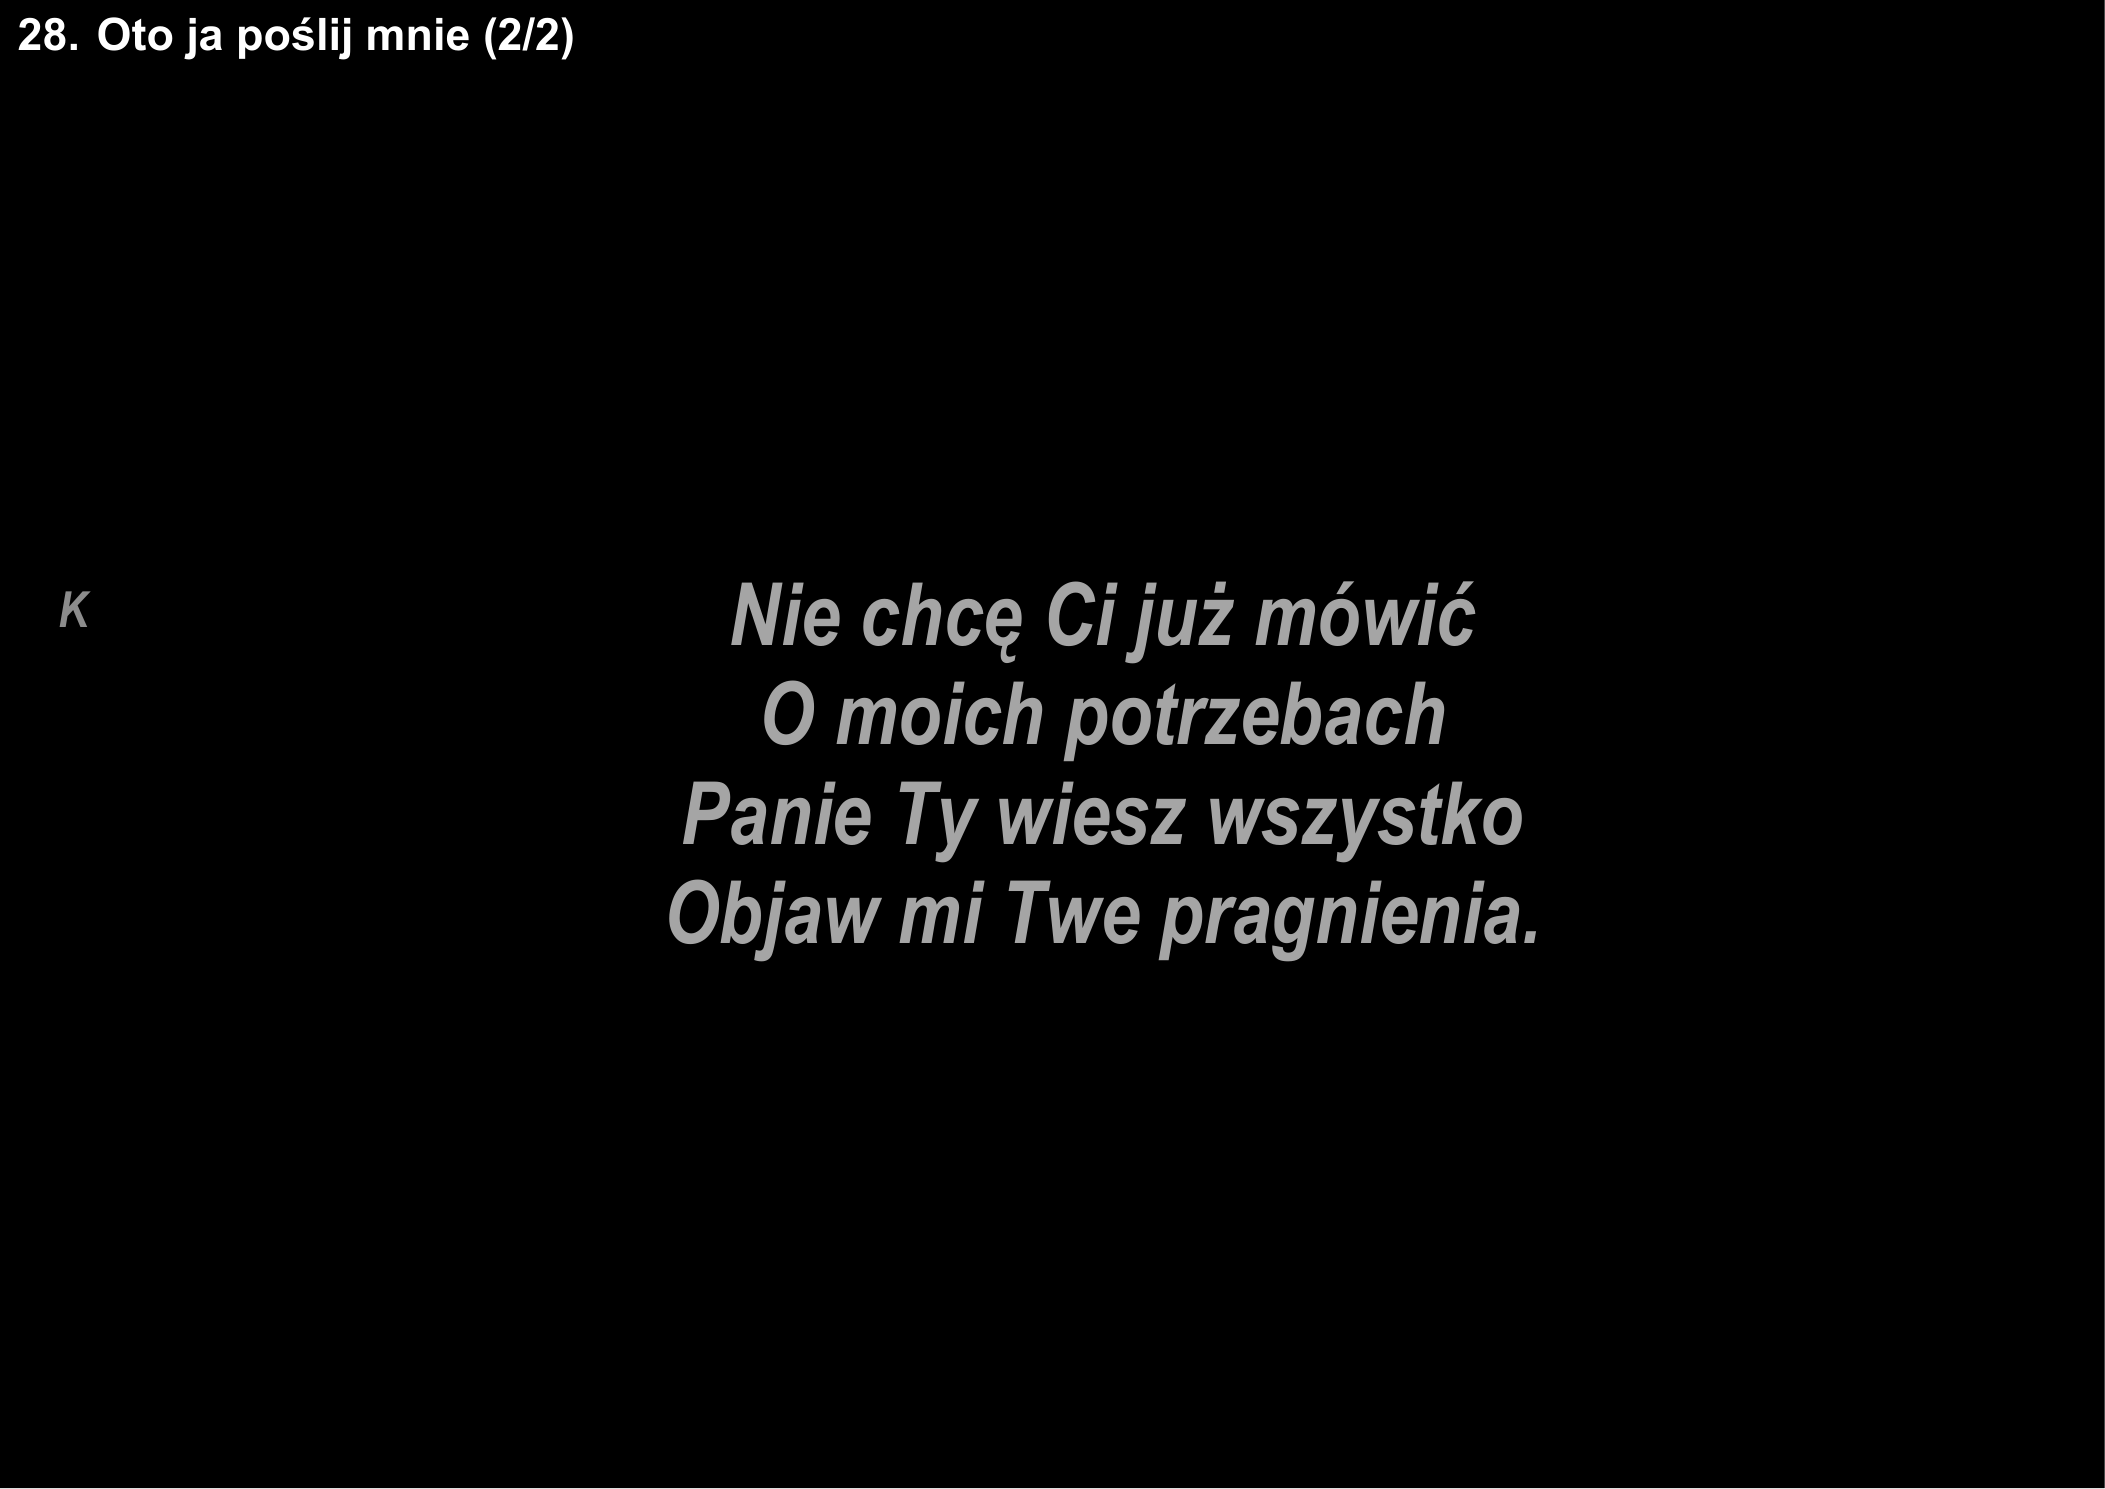 28. Oto ja poślij mnie (2/2)
K
Nie chcę Ci już mówić
O moich potrzebach
Panie Ty wiesz wszystko
Objaw mi Twe pragnienia.